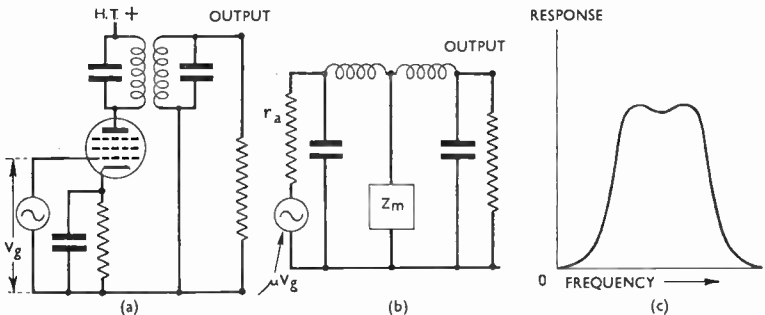 H.T. +
OUTPUT
Vg
(a)
OUTPUT
ra
Zm
μVg
(b)
RESPONSE
0 FREQUENCY
(c)